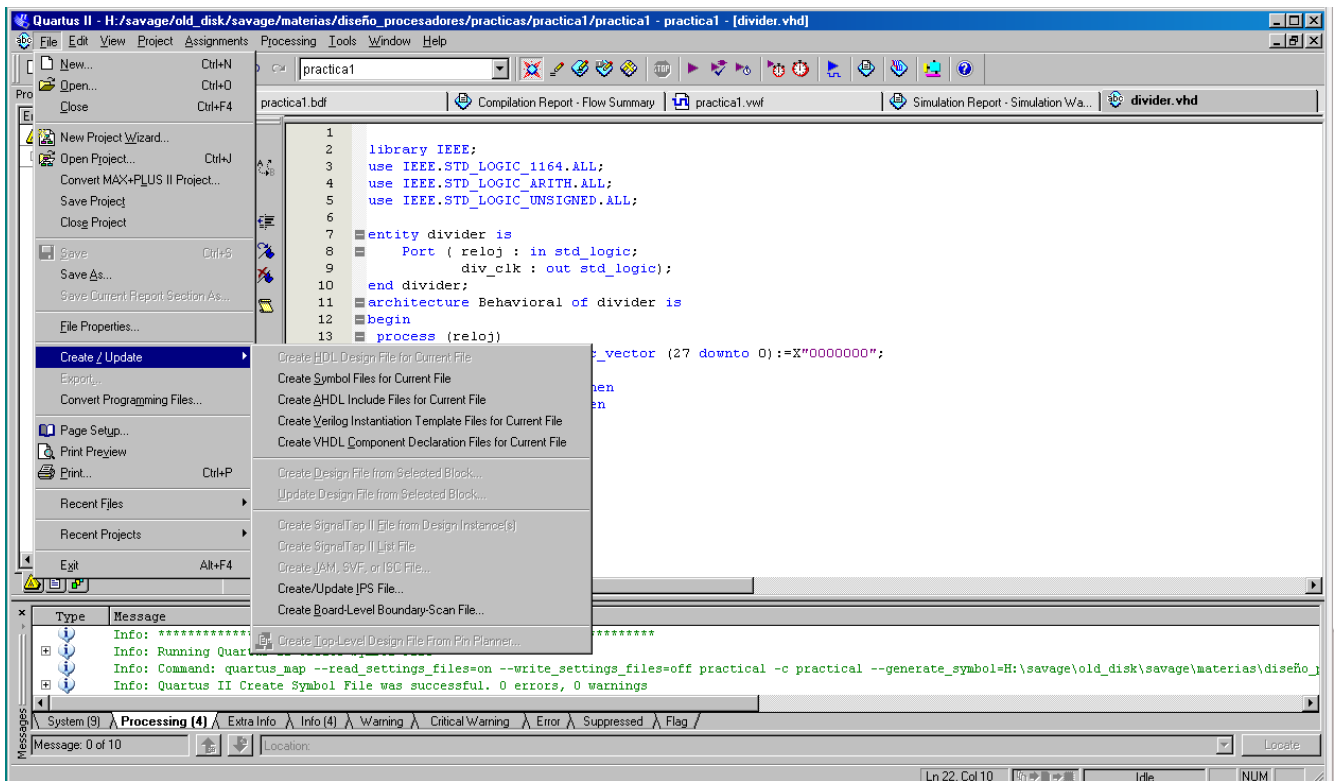 Quartus II - H:/savage/old_disk/savage/materias/diseño_procesadores/practicas/practica1/practica1 - practica1 - [divider.vhd]
File Edit View Project Assignments Processing Tools Window Help
New... Ctrl+N
Open... Ctrl+O
Close Ctrl+F4
New Project Wizard...
Open Project... Ctrl+J
Convert MAX+PLUS II Project...
Save Project
Close Project
Save Ctrl+S
Save As...
Save Current Report Section As...
File Properties...
Create / Update
Export...
Convert Programming Files...
Page Setup...
Print Preview
Print... Ctrl+P
Recent Files
Recent Projects
Exit Alt+F4
practica1
practica1.bdf
Compilation Report - Flow Summary
practica1.vwf
Simulation Report - Simulation Wa...
divider.vhd
1
2 library IEEE;
3 use IEEE.STD_LOGIC_1164.ALL;
4 use IEEE.STD_LOGIC_ARITH.ALL;
5 use IEEE.STD_LOGIC_UNSIGNED.ALL;
6
7 entity divider is
8 Port ( reloj : in std_logic;
9 div_clk : out std_logic);
10 end divider;
11 architecture Behavioral of divider is
12 begin
13 process (reloj)
c_vector (27 downto 0):=X"0000000";
hen
en
Create HDL Design File for Current File
Create Symbol Files for Current File
Create AHDL Include Files for Current File
Create Verilog Instantiation Template Files for Current File
Create VHDL Component Declaration Files for Current File
Create Design File from Selected Block...
Update Design File from Selected Block...
Create SignalTap II File from Design Instance(s)
Create SignalTap II List File
Create JAM, SVF, or ISC File...
Create/Update IPS File...
Create Board-Level Boundary-Scan File...
Create Top-Level Design File From Pin Planner...
Type Message
Info: *************
*********
Info: Running Quar
Info: Command: quartus_map --read_settings_files=on --write_settings_files=off practica1 -c practica1 --generate_symbol=H:\savage\old_disk\savage\materias\diseño_p
Info: Quartus II Create Symbol File was successful. 0 errors, 0 warnings
System (9) Processing (4) Extra Info Info (4) Warning Critical Warning Error Suppressed Flag
Messages
Message: 0 of 10
Location:
Locate
Ln 22, Col 10
Idle
NUM